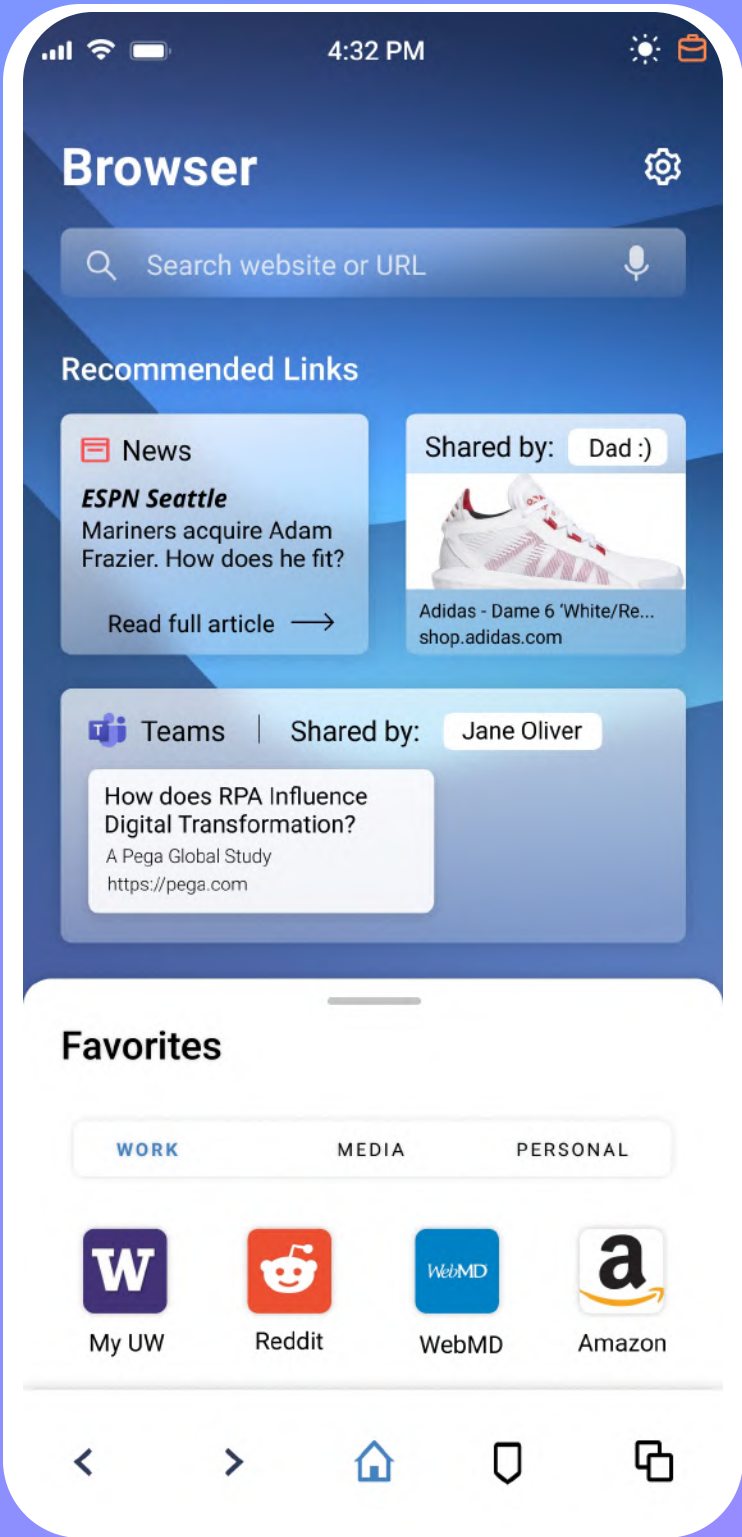 4:32 PM
Browser
Search website or URL
Recommended Links
News
ESPN Seattle
Mariners acquire Adam
Frazier. How does he fit?
Read full article
Shared by: Dad :)
Adidas - Dame 6 'White/Re...
shop.adidas.com
Teams | Shared by: Jane Oliver
How does RPA Influence
Digital Transformation?
A Pega Global Study
https://pega.com
Favorites
WORK MEDIA PERSONAL
W
WebMD
a
My UW Reddit WebMD Amazon